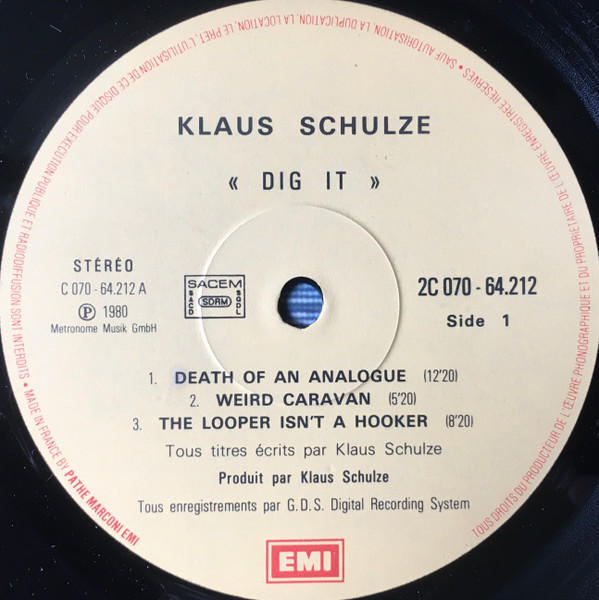 KLAUS SCHULZE
« DIG IT »
STÉRÉO
C 070 - 64.212 A
Ⓟ 1980
Metronome Musik GmbH
SACEM
SACD
SDRM
SGDL
2C 070 - 64.212
Side 1
1. DEATH OF AN ANALOGUE (12'20)
2. WEIRD CARAVAN (5'20)
3. THE LOOPER ISN'T A HOOKER (8'20)
Tous titres écrits par Klaus Schulze
Produit par Klaus Schulze
Tous enregistrements par G.D.S. Digital Recording System
EMI
TOUS DROITS DU PRODUCTEUR DE L'ŒUVRE PHONOGRAPHIQUE ET DU PROPRIETAIRE DE L'ŒUVRE ENREGISTREE RESERVES • SAUF AUTORISATION, LA DUPLICATION, LA LOCATION, LE PRET, L'UTILISATION DE CE DISQUE POUR EXECUTION PUBLIQUE ET RADIODIFFUSION SONT INTERDITS • MADE IN FRANCE BY PATHE MARCONI EMI